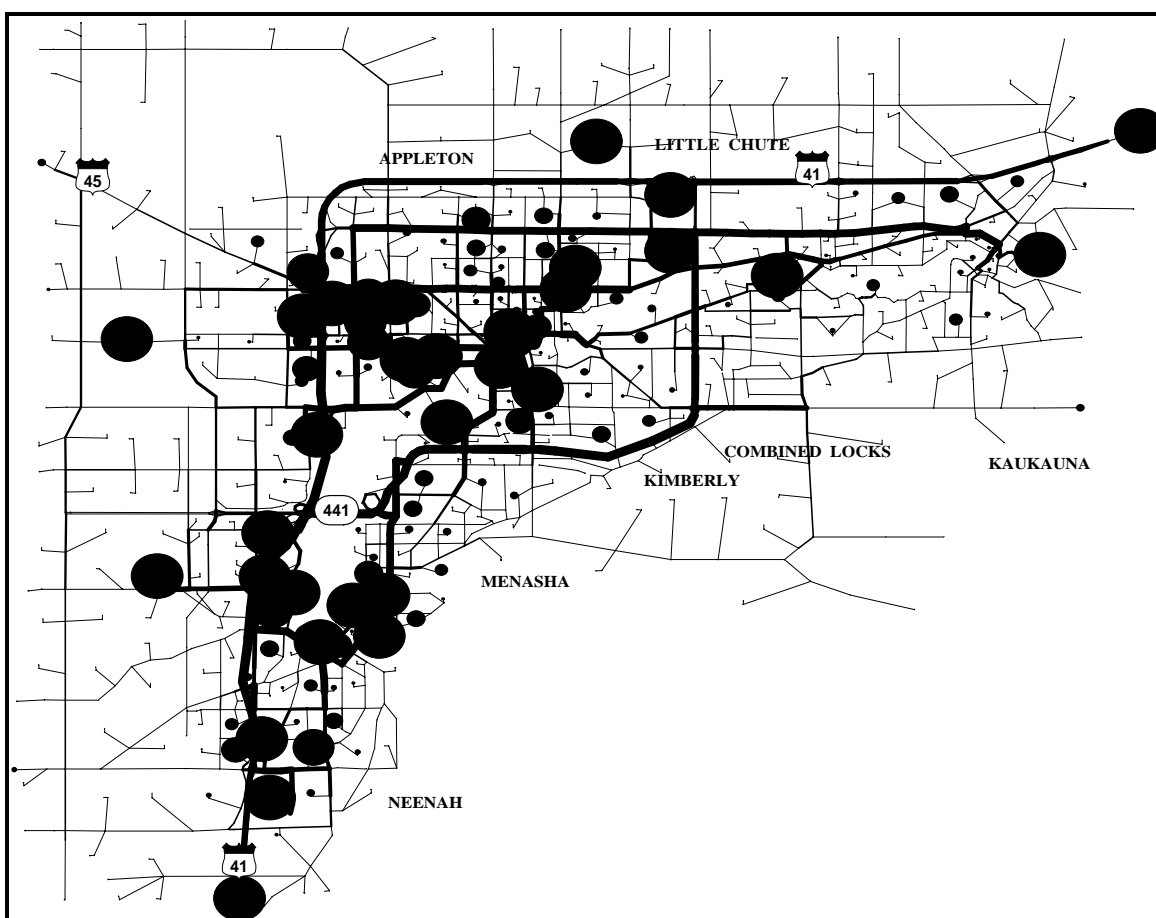 LITTLE CHUTE
APPLETON
45
41
COMBINED LOCKS
KAUKAUNA
KIMBERLY
441
MENASHA
NEENAH
41